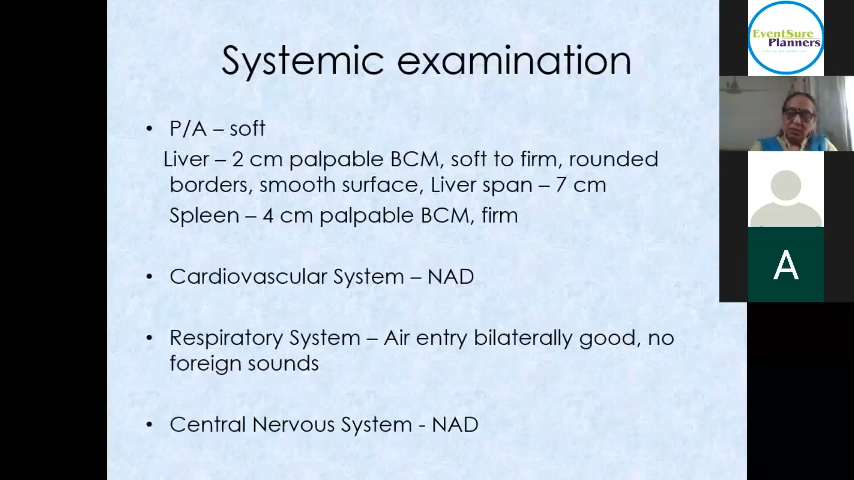 Systemic examination
• P/A – soft
Liver – 2 cm palpable BCM, soft to firm, rounded
borders, smooth surface, Liver span – 7 cm
Spleen – 4 cm palpable BCM, firm
• Cardiovascular System – NAD
• Respiratory System – Air entry bilaterally good, no
foreign sounds
• Central Nervous System - NAD
EventSure
Planners
A